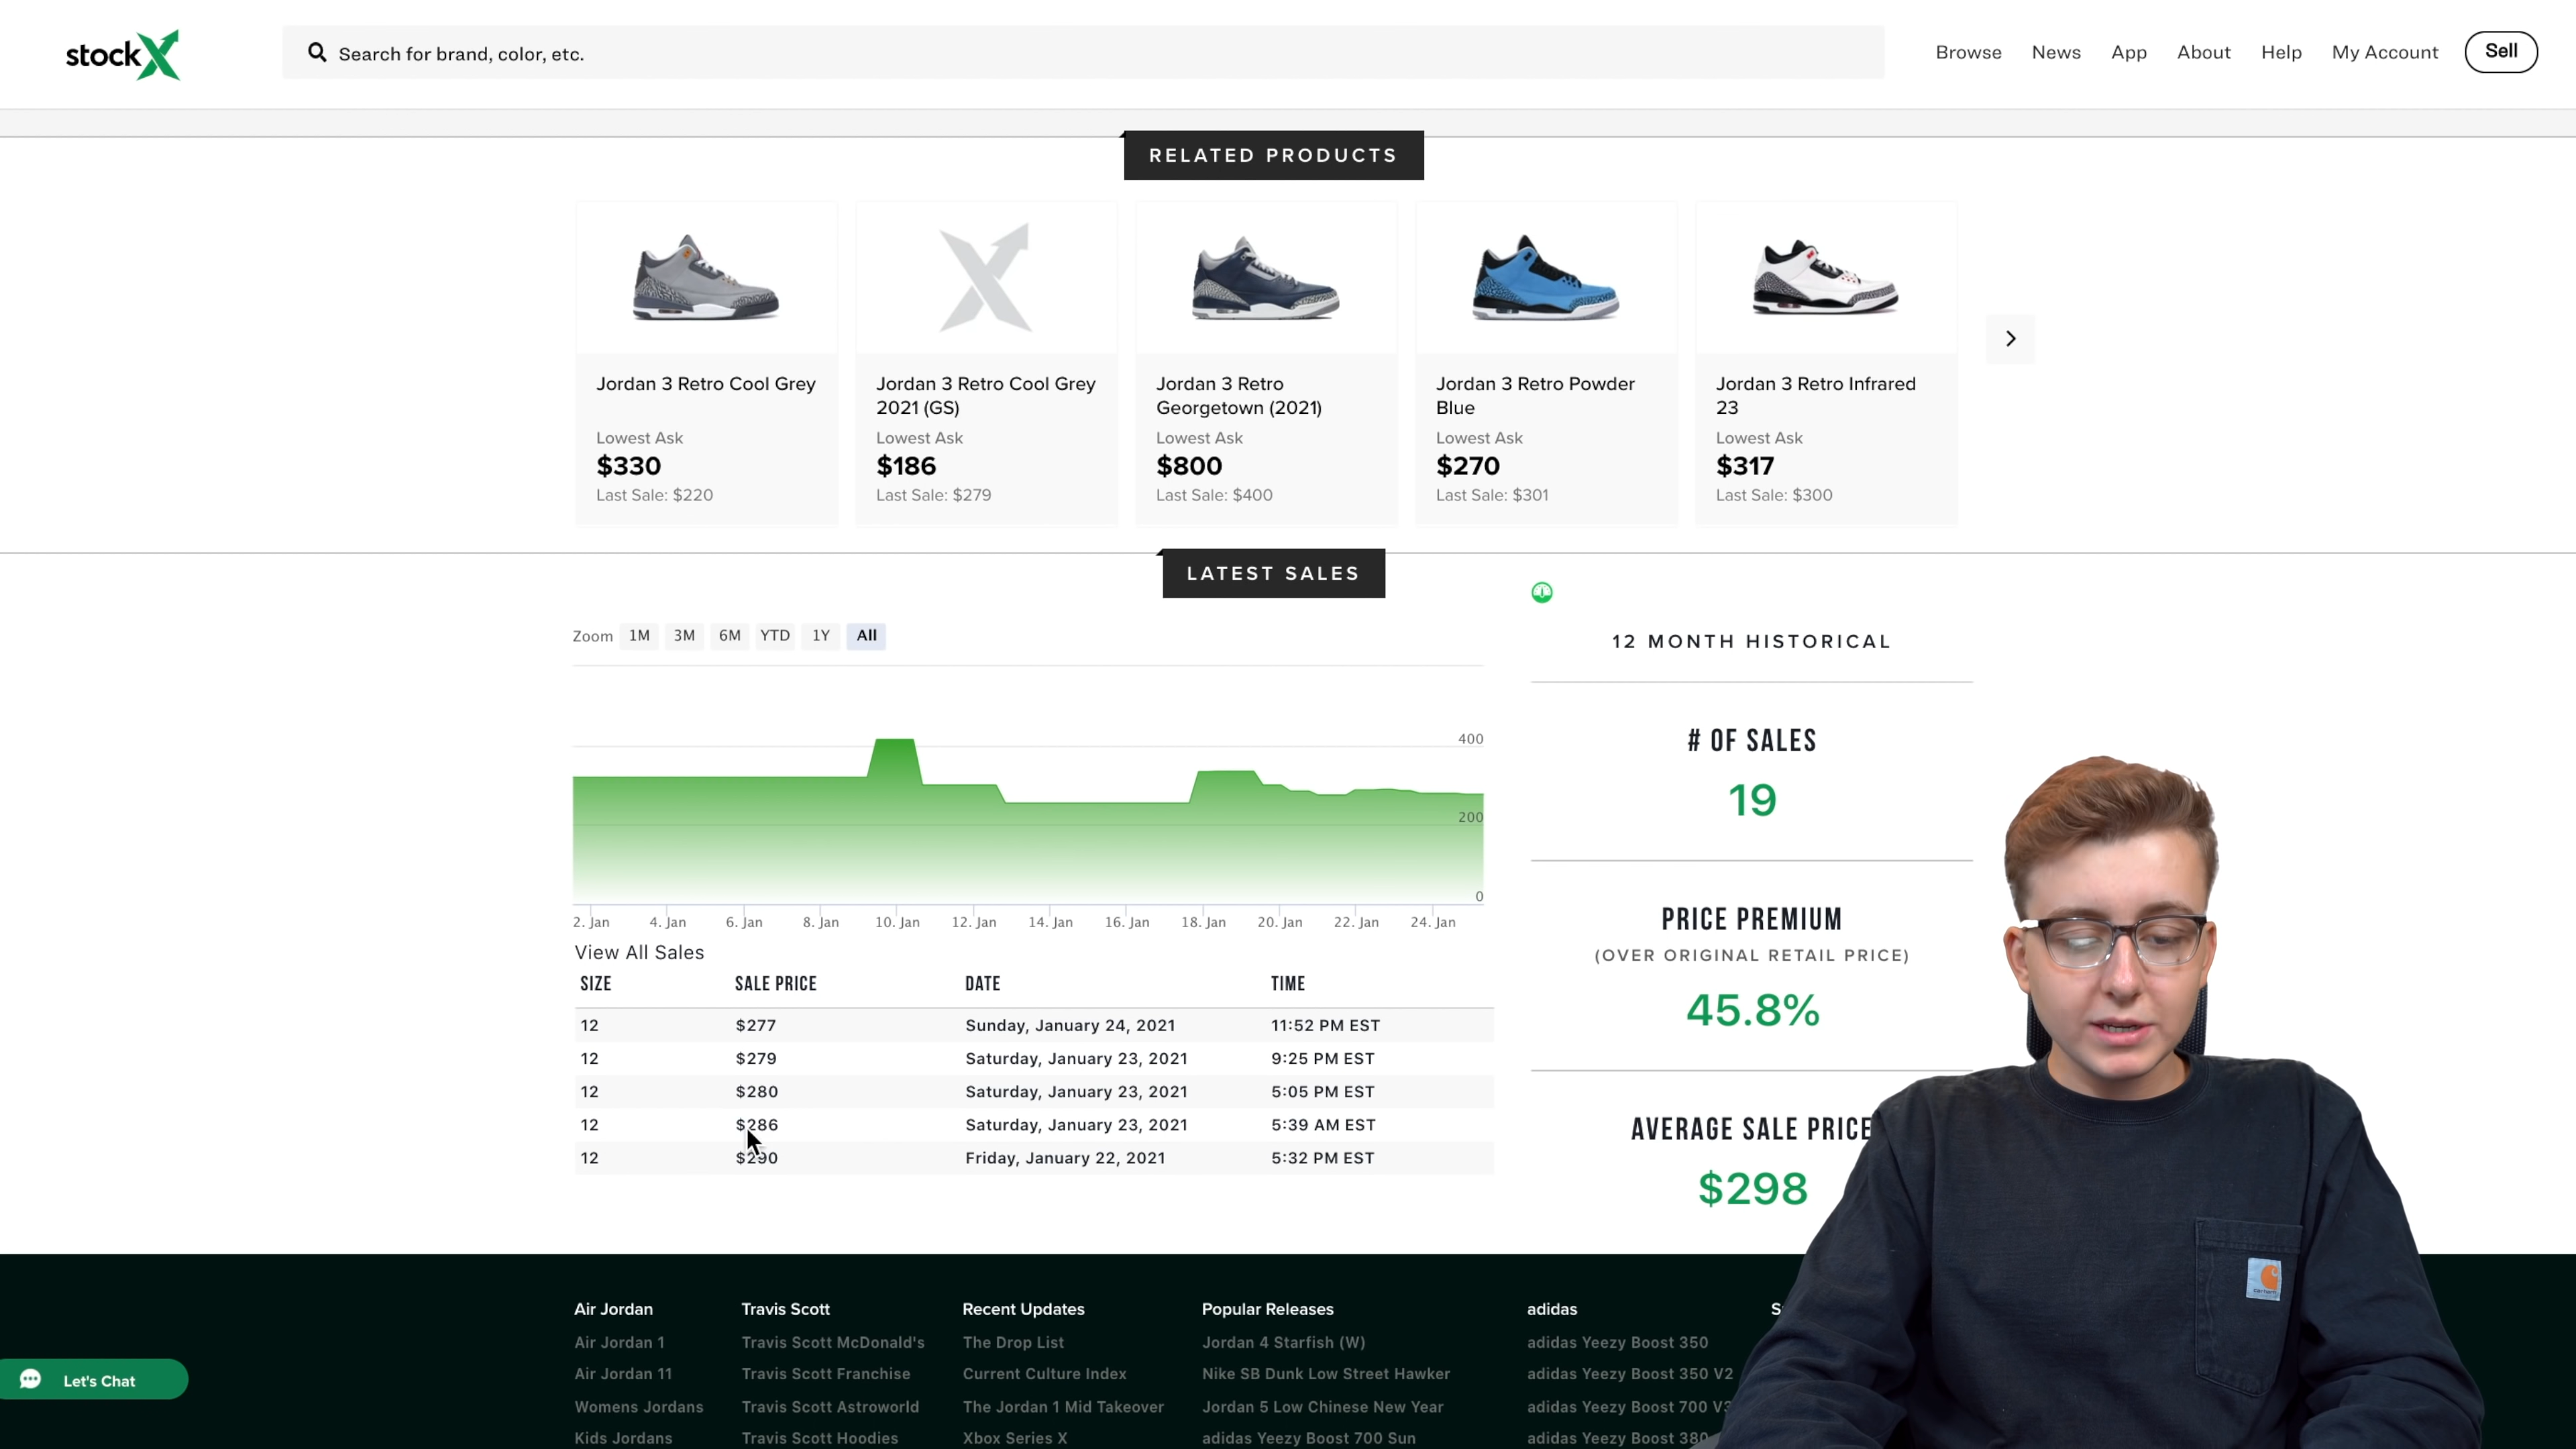 stockX
Search for brand, color, etc.
Browse News App About Help My Account Sell
RELATED PRODUCTS
Jordan 3 Retro Cool Grey
Lowest Ask
$330
Last Sale: $220
Jordan 3 Retro Cool Grey
2021 (GS)
Lowest Ask
$186
Last Sale: $279
Jordan 3 Retro
Georgetown (2021)
Lowest Ask
$800
Last Sale: $400
Jordan 3 Retro Powder
Blue
Lowest Ask
$270
Last Sale: $301
Jordan 3 Retro Infrared
23
Lowest Ask
$317
Last Sale: $300
LATEST SALES
Zoom 1M 3M 6M YTD 1Y All
400
200
0
2. Jan 4. Jan 6. Jan 8. Jan 10. Jan 12. Jan 14. Jan 16. Jan 18. Jan 20. Jan 22. Jan 24. Jan
View All Sales
SIZE SALE PRICE DATE TIME
12 $277 Sunday, January 24, 2021 11:52 PM EST
12 $279 Saturday, January 23, 2021 9:25 PM EST
12 $280 Saturday, January 23, 2021 5:05 PM EST
12 $286 Saturday, January 23, 2021 5:39 AM EST
12 $290 Friday, January 22, 2021 5:32 PM EST
12 MONTH HISTORICAL
# OF SALES
19
PRICE PREMIUM
(OVER ORIGINAL RETAIL PRICE)
45.8%
AVERAGE SALE PRICE
$298
Air Jordan
Air Jordan 1
Air Jordan 11
Womens Jordans
Kids Jordans
Travis Scott
Travis Scott McDonald's
Travis Scott Franchise
Travis Scott Astroworld
Travis Scott Hoodies
Recent Updates
The Drop List
Current Culture Index
The Jordan 1 Mid Takeover
Xbox Series X
Popular Releases
Jordan 4 Starfish (W)
Nike SB Dunk Low Street Hawker
Jordan 5 Low Chinese New Year
adidas Yeezy Boost 700 Sun
adidas
adidas Yeezy Boost 350
adidas Yeezy Boost 350 V2
adidas Yeezy Boost 700 V3
adidas Yeezy Boost 380
Let's Chat